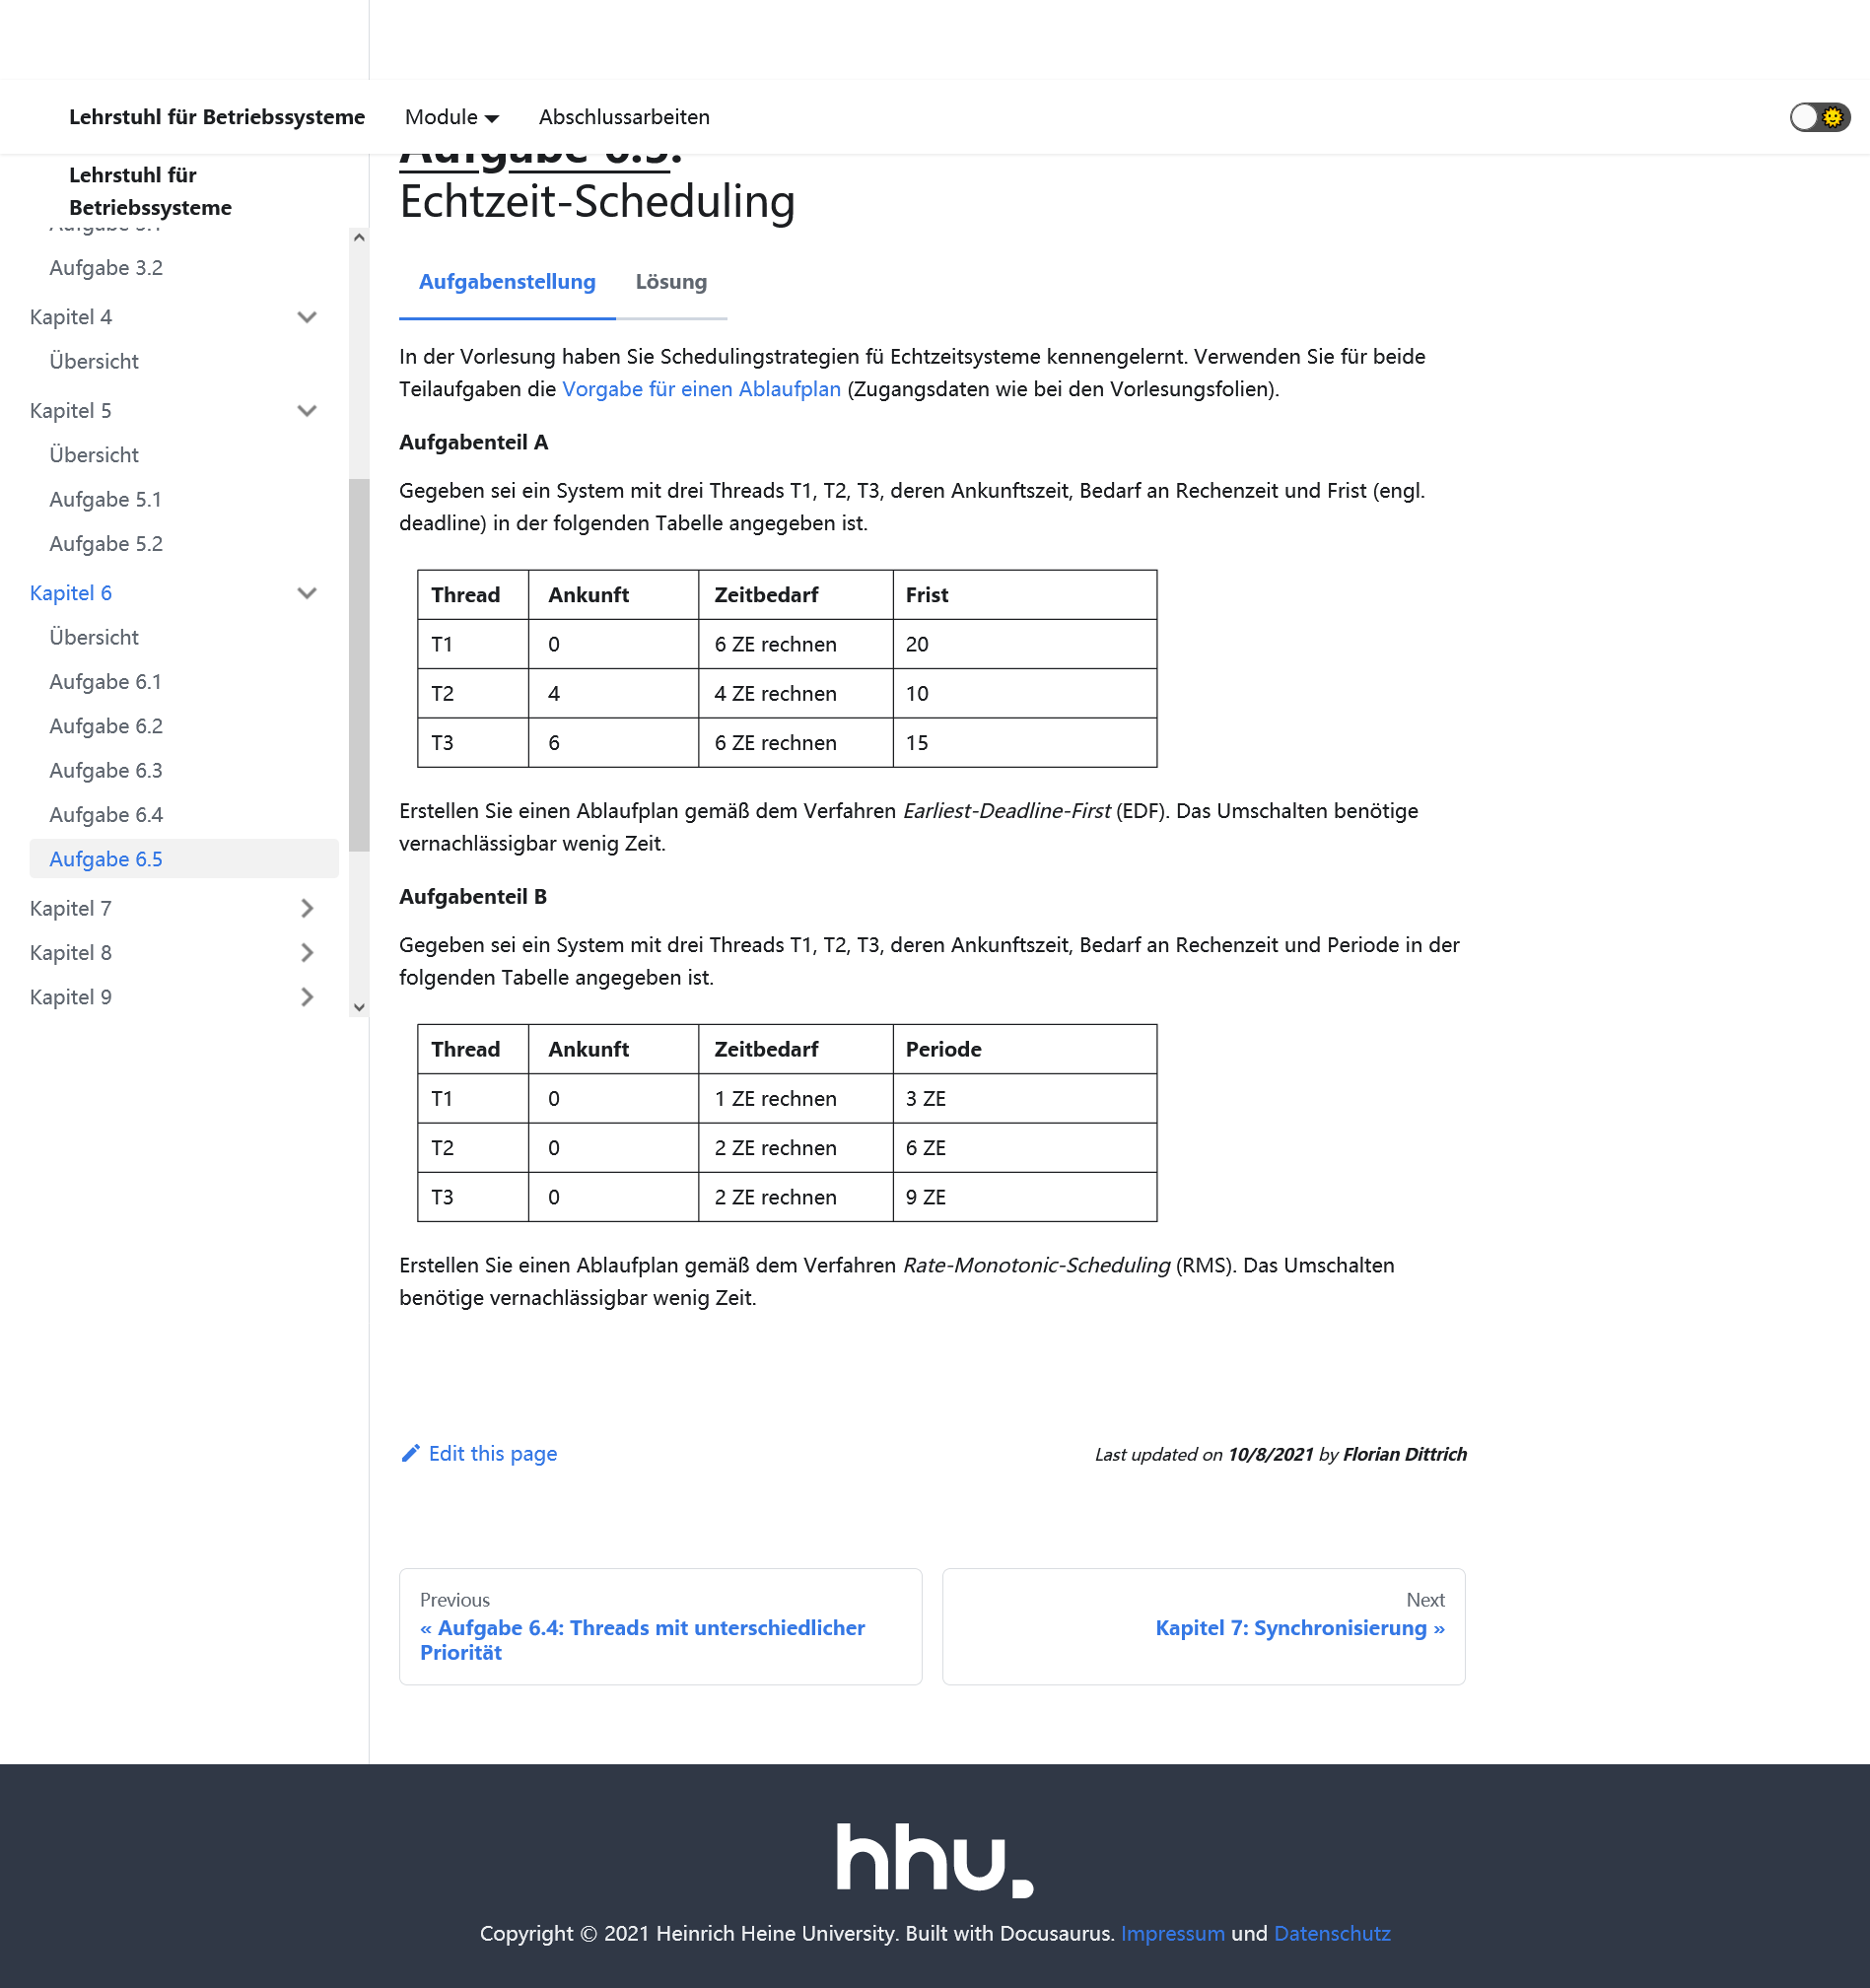 Lehrstuhl für Betriebssysteme
Module
Abschlussarbeiten
Lehrstuhl für
Betriebssysteme
Aufgabe 3.1
Aufgabe 3.2
Kapitel 4
Übersicht
Kapitel 5
Übersicht
Aufgabe 5.1
Aufgabe 5.2
Kapitel 6
Übersicht
Aufgabe 6.1
Aufgabe 6.2
Aufgabe 6.3
Aufgabe 6.4
Aufgabe 6.5
Kapitel 7
Kapitel 8
Kapitel 9
Aufgabe 6.5:
Echtzeit-Scheduling
Aufgabenstellung
Lösung
In der Vorlesung haben Sie Schedulingstrategien fü Echtzeitsysteme kennengelernt. Verwenden Sie für beide
Teilaufgaben die Vorgabe für einen Ablaufplan (Zugangsdaten wie bei den Vorlesungsfolien).
Aufgabenteil A
Gegeben sei ein System mit drei Threads T1, T2, T3, deren Ankunftszeit, Bedarf an Rechenzeit und Frist (engl.
deadline) in der folgenden Tabelle angegeben ist.
Thread Ankunft Zeitbedarf Frist
T1 0 6 ZE rechnen 20
T2 4 4 ZE rechnen 10
T3 6 6 ZE rechnen 15
Erstellen Sie einen Ablaufplan gemäß dem Verfahren Earliest-Deadline-First (EDF). Das Umschalten benötige
vernachlässigbar wenig Zeit.
Aufgabenteil B
Gegeben sei ein System mit drei Threads T1, T2, T3, deren Ankunftszeit, Bedarf an Rechenzeit und Periode in der
folgenden Tabelle angegeben ist.
Thread Ankunft Zeitbedarf Periode
T1 0 1 ZE rechnen 3 ZE
T2 0 2 ZE rechnen 6 ZE
T3 0 2 ZE rechnen 9 ZE
Erstellen Sie einen Ablaufplan gemäß dem Verfahren Rate-Monotonic-Scheduling (RMS). Das Umschalten
benötige vernachlässigbar wenig Zeit.
Edit this page
Last updated on 10/8/2021 by Florian Dittrich
Previous
« Aufgabe 6.4: Threads mit unterschiedlicher
Priorität
Next
Kapitel 7: Synchronisierung »
hhu.
Copyright © 2021 Heinrich Heine University. Built with Docusaurus. Impressum und Datenschutz